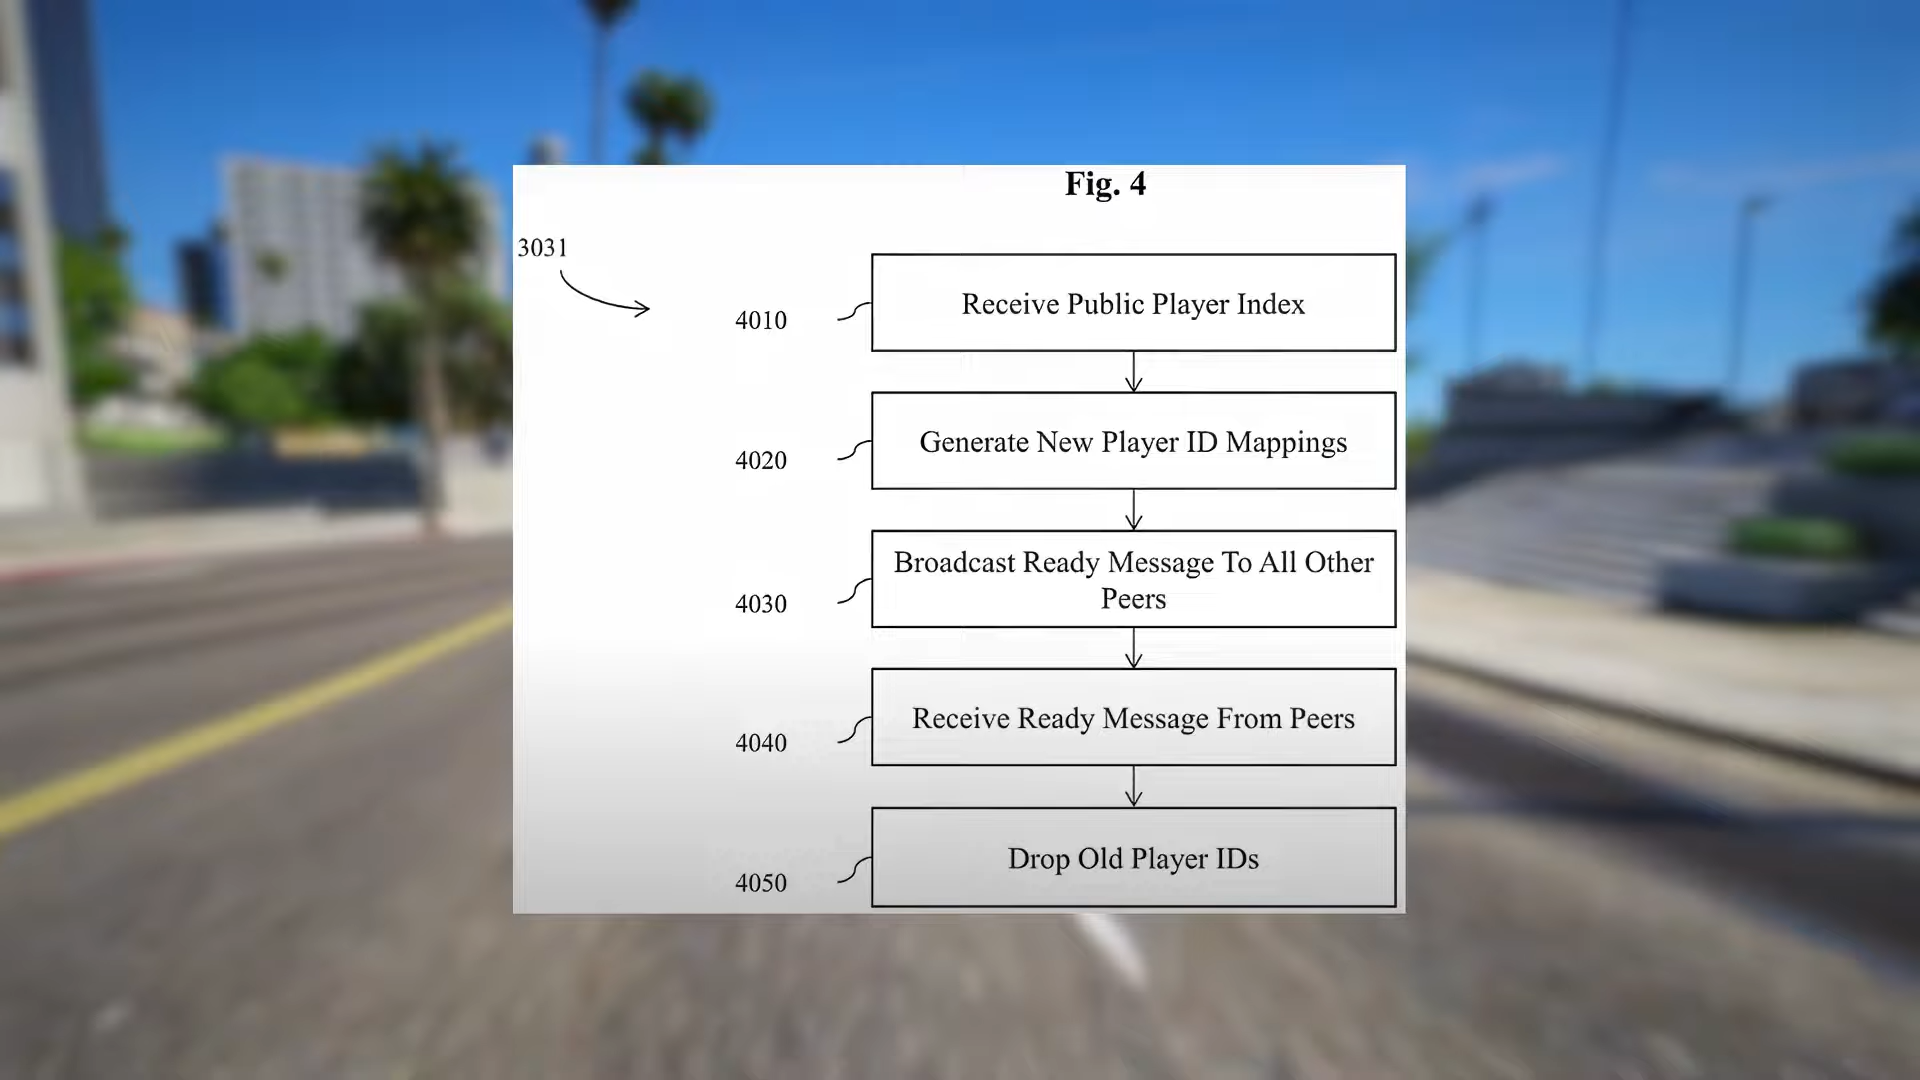 Fig. 4
3031
4010
Receive Public Player Index
4020
Generate New Player ID Mappings
4030
Broadcast Ready Message To All Other
Peers
4040
Receive Ready Message From Peers
4050
Drop Old Player IDs